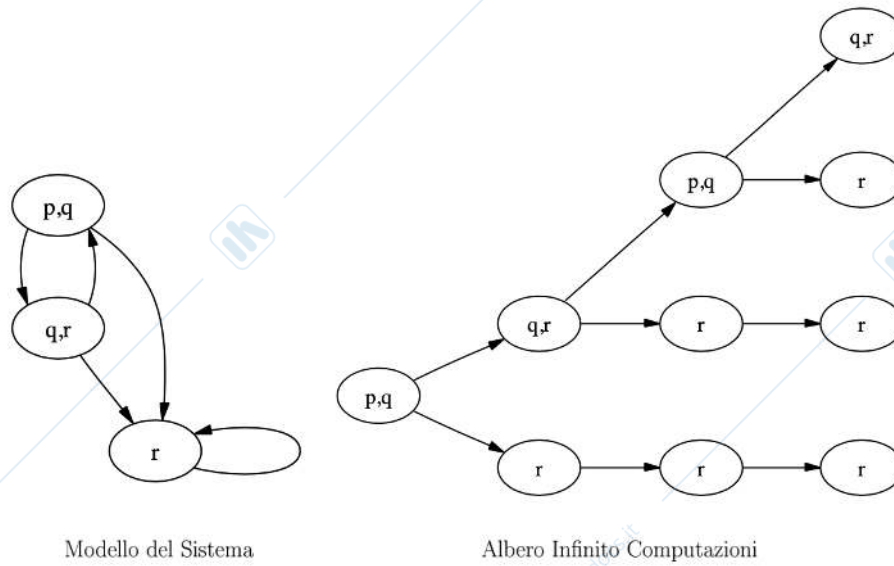 q,r
p,q
r
p,q
q,r
r
r
q,r
p,q
r
r
r
r
Modello del Sistema
Albero Infinito Computazioni